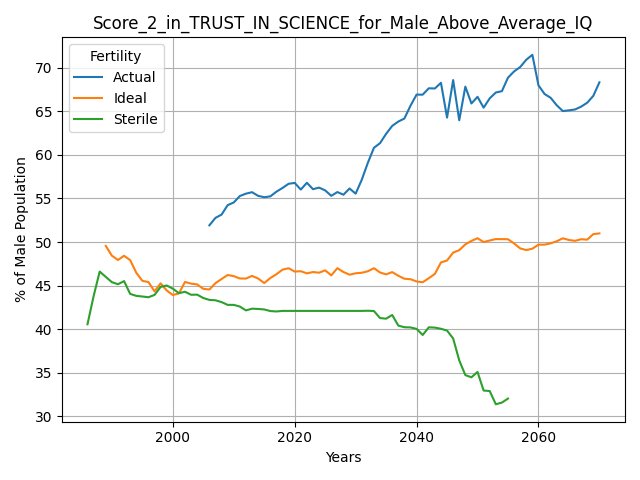 Score_2_in_TRUST_IN_SCIENCE_for_Male_Above_Average_IQ
Fertility
Actual
Ideal
Sterile
% of Male Population
70
65
60
55
50
45
40
35
30
2000 2020 2040 2060
Years